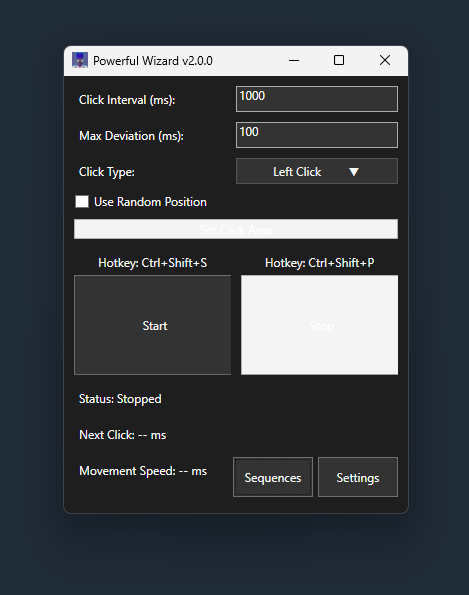 Powerful Wizard v2.0.0
Click Interval (ms): 1000
Max Deviation (ms): 100
Click Type: Left Click ▼
Use Random Position
Set Click Area
Hotkey: Ctrl+Shift+S Hotkey: Ctrl+Shift+P
Start Stop
Status: Stopped
Next Click: -- ms
Movement Speed: -- ms Sequences Settings